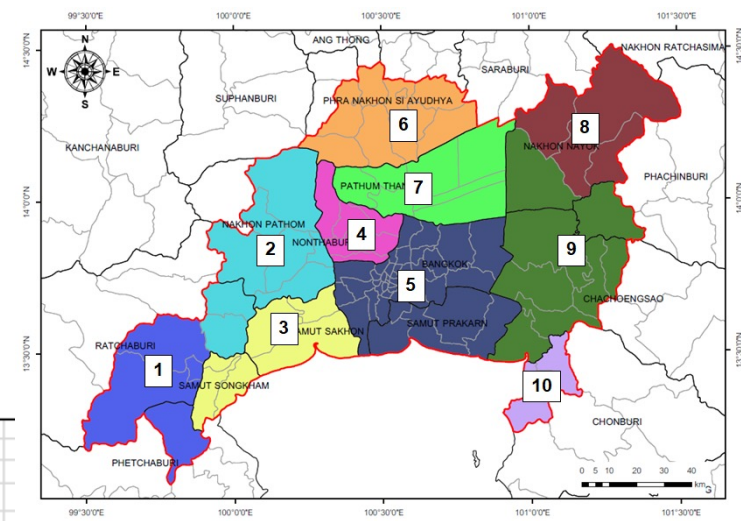 99°30'0"E 100°0'0"E 100°30'0"E 101°0'0"E 101°30'0"E
14°30'0"N
N
W E
S
ANG THONG
NAKHON RATCHASIMA
SARABURI
SUPHANBURI
PHRA NAKHON SI AYUDHYA
6
8
KANCHANABURI
NAKHON NAYOK
PHACHINBURI
PATHUM THAN
7
14°0'0"N
NAKHON PATHOM
4
NONTHABUR
2
9
BANGKOK
5
CHACHOENGSAO
3
AMUT SAKHON
SAMUT PRAKARN
RATCHABURI
13°30'0"N
1
SAMUT SONGKHAM
10
CHONBURI
PHETCHABURI
0 5 10 20 30 40
km
99°30'0"E 100°0'0"E 100°30'0"E 101°0'0"E 101°30'0"E